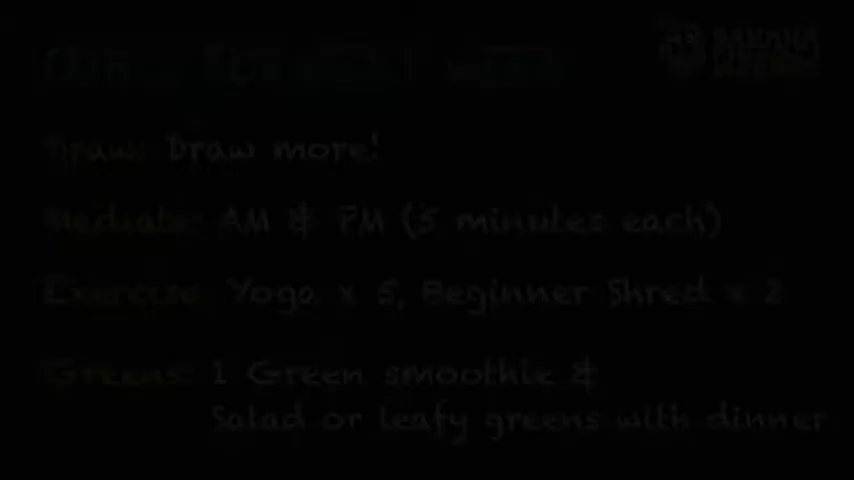 Draw: Draw more!
Meditate: AM & PM (5 minutes each)
Exercise: Yoga x 5, Beginner Shred x 2
Greens: 1 Green smoothie &
Salad or leafy greens with dinner